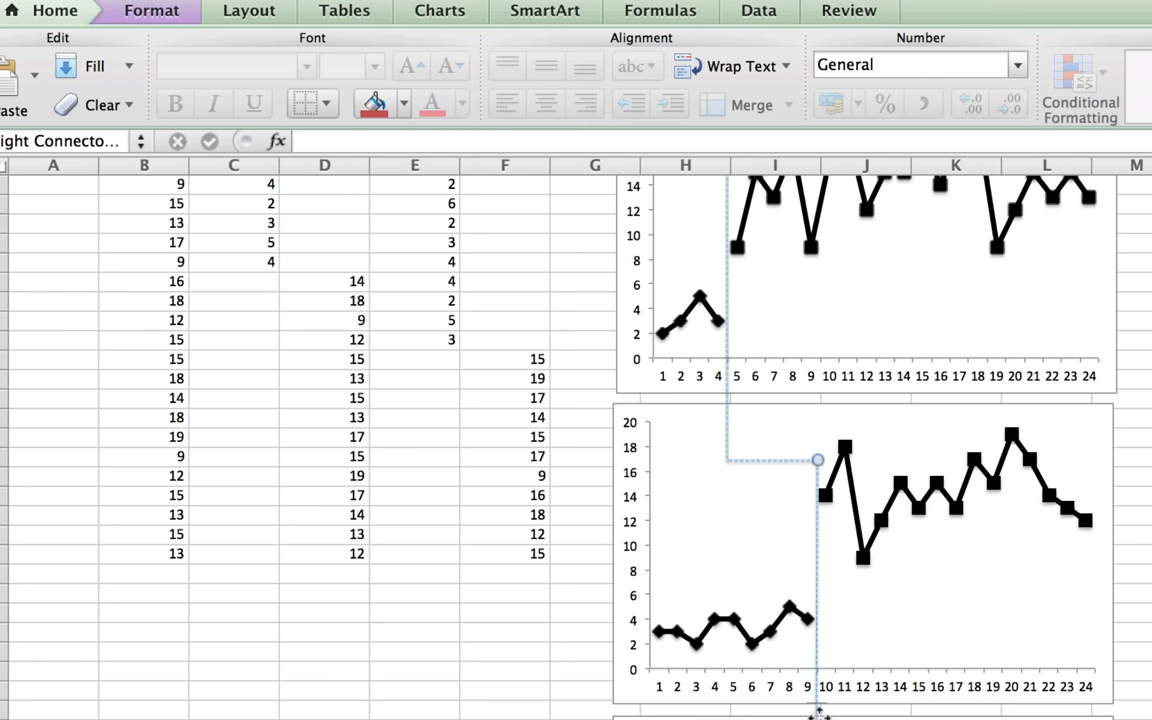 Home Format Layout Tables Charts SmartArt Formulas Data Review
Edit Font Alignment Number
Fill abc Wrap Text General
aste Clear B I U A Merge % Conditional Formatting
ight Connecto... fx
A B C D E F G H I J K L M
9 4 2
15 2 6
13 3 2
17 5 3
9 4 4
16 14 4
18 18 2
12 9 5
15 12 3
15 15 15
18 13 19
14 15 17
18 13 14
19 17 15
9 15 17
12 19 9
15 17 16
13 14 18
15 13 12
13 12 15
14
12
10
8
6
4
2
0
1 2 3 4 5 6 7 8 9 10 11 12 13 14 15 16 17 18 19 20 21 22 23 24
20
18
16
14
12
10
8
6
4
2
0
1 2 3 4 5 6 7 8 9 10 11 12 13 14 15 16 17 18 19 20 21 22 23 24